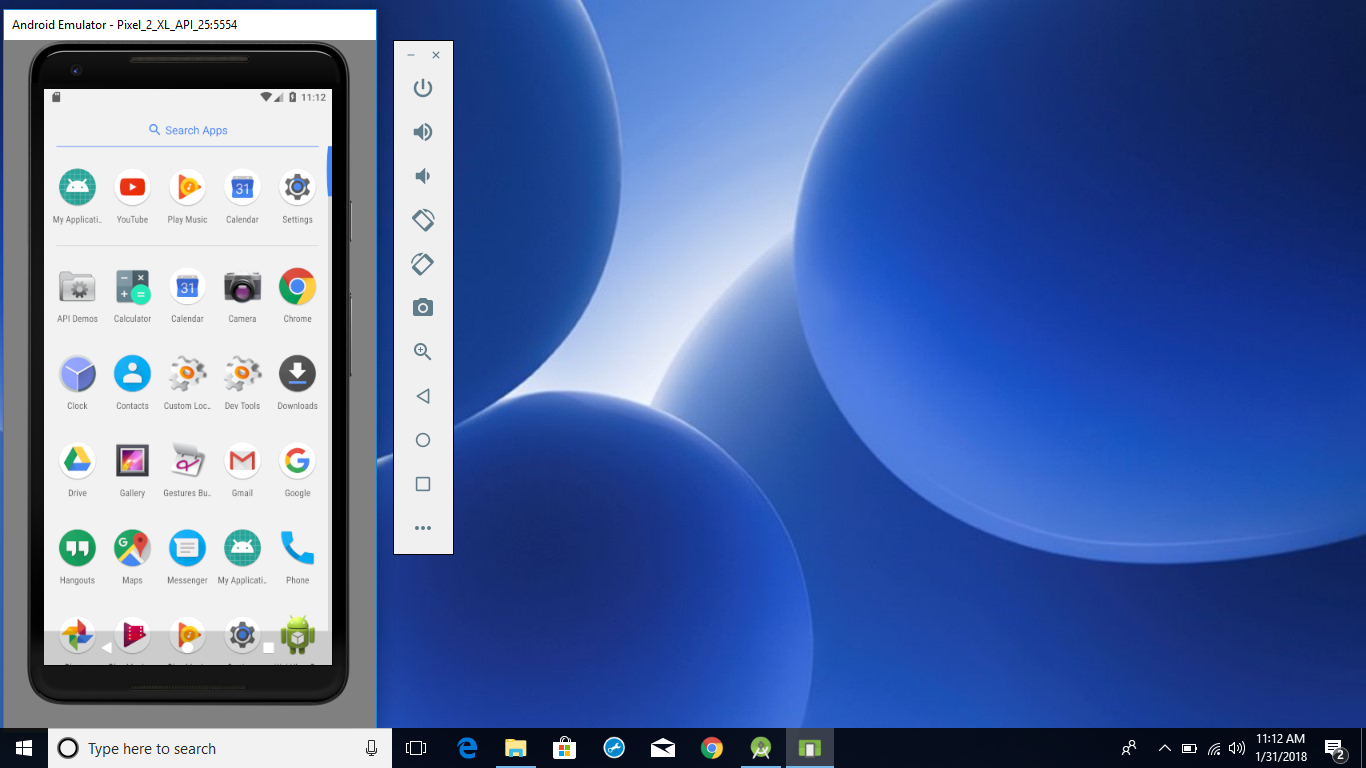 Android Emulator - Pixel_2_XL_API_25:5554
11:12
Search Apps
My Applicati..
YouTube
Play Music
31
Calendar
Settings
API Demos
Calculator
31
Calendar
Camera
Chrome
Clock
Contacts
Custom Loc..
Dev Tools
Downloads
Drive
Gallery
Gestures Bu..
Gmail
Google
Hangouts
Maps
Messenger
My Applicati..
Phone
Type here to search
11:12 AM
1/31/2018
2